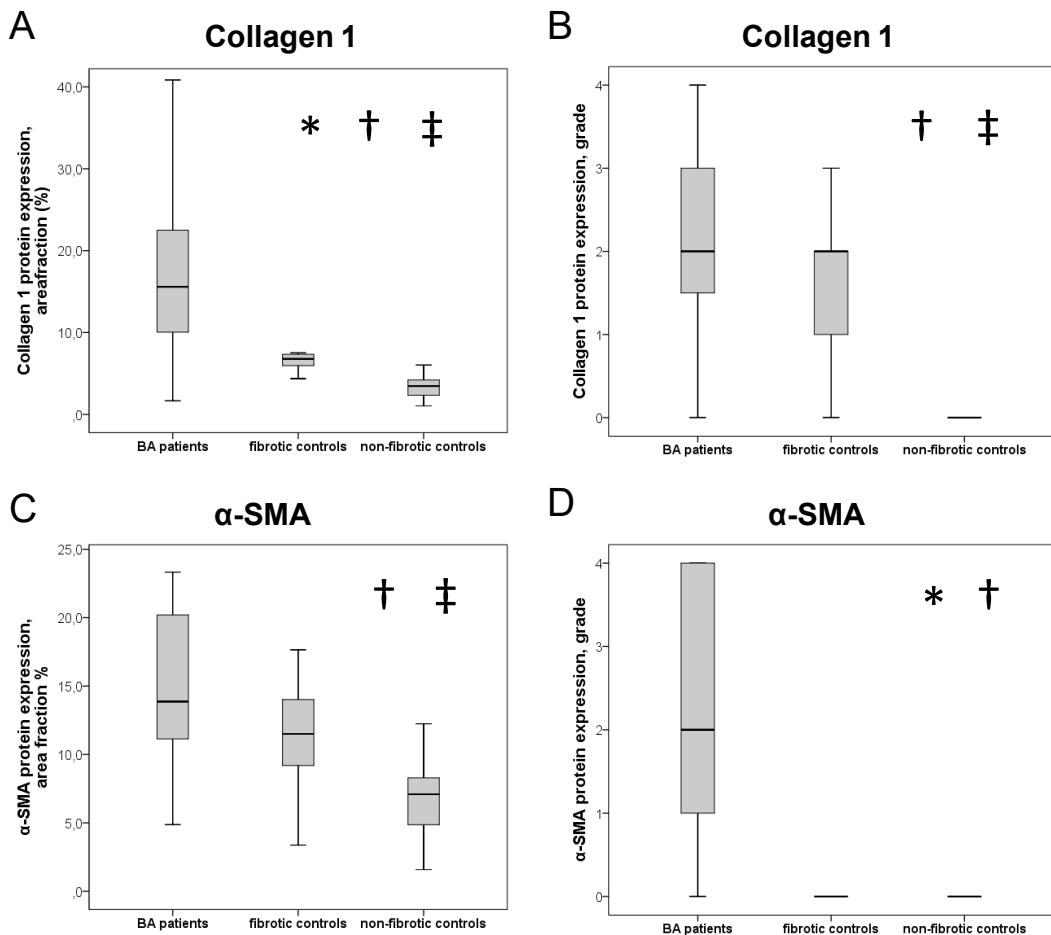 A
Collagen 1
Collagen 1 protein expression,
areafraction (%)
40,0
30,0
20,0
10,0
,0
* † ‡
BA patients fibrotic controls non-fibrotic controls
B
Collagen 1
Collagen 1 protein expression, grade
4
3
2
1
0
† ‡
BA patients fibrotic controls non-fibrotic controls
C
α-SMA
α-SMA protein expression,
area fraction %
25,0
20,0
15,0
10,0
5,0
,0
† ‡
BA patients fibrotic controls non-fibrotic controls
D
α-SMA
α-SMA protein expression, grade
4
3
2
1
0
* †
BA patients fibrotic controls non-fibrotic controls